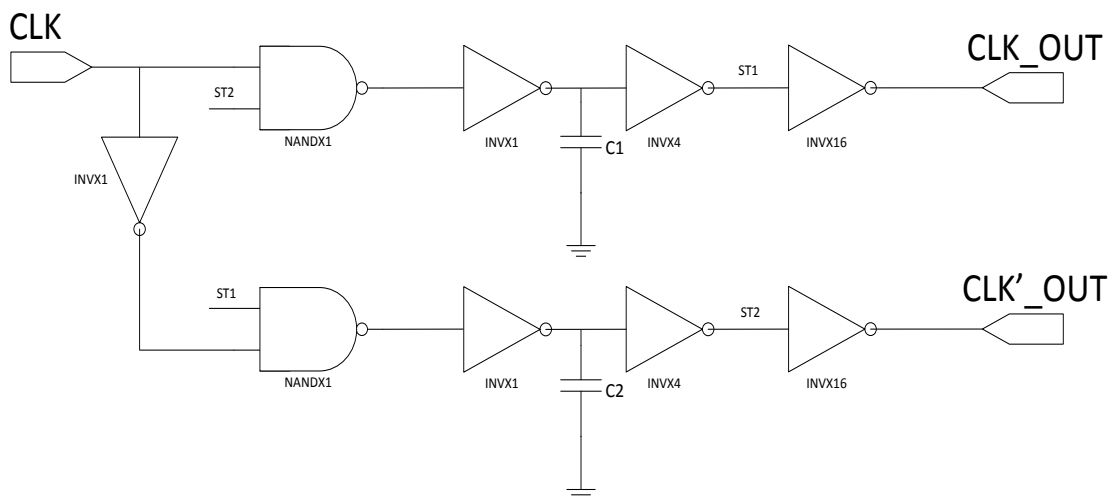 CLK
CLK_OUT
ST2
ST1
NANDX1
INVX1
C1
INVX4
INVX16
INVX1
CLK’_OUT
ST1
ST2
NANDX1
INVX1
C2
INVX4
INVX16